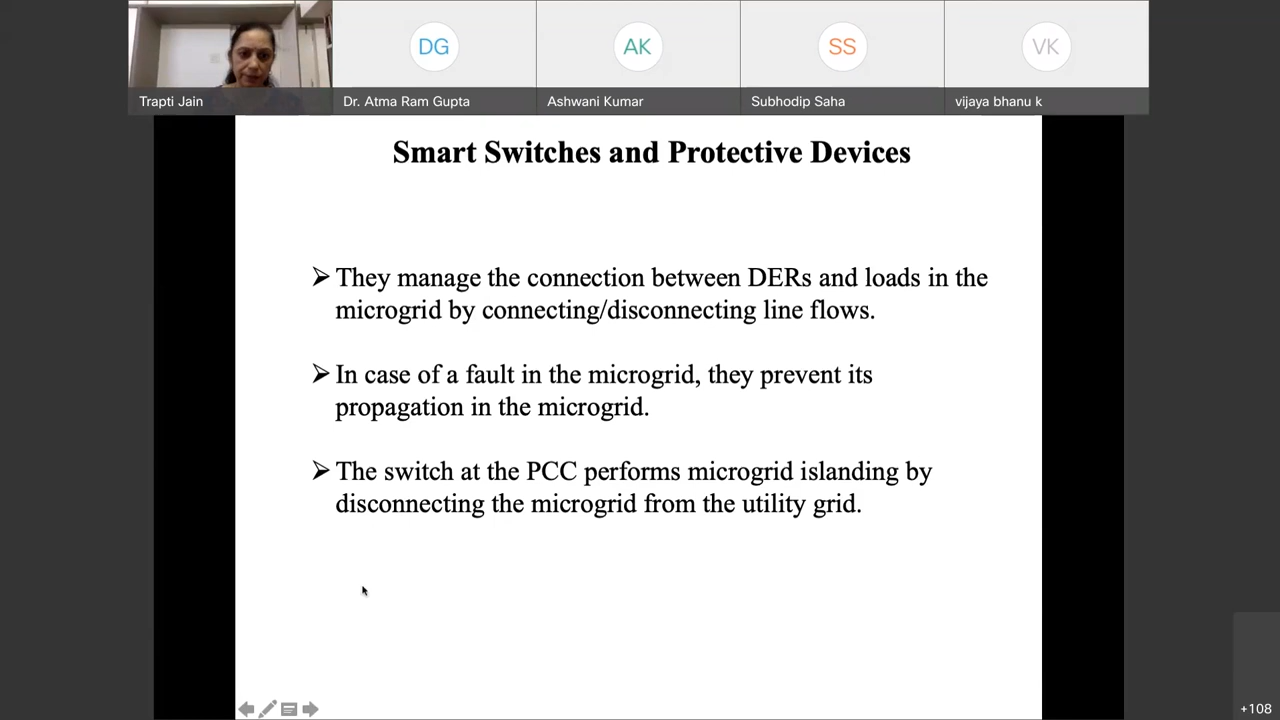 DG
AK
SS
VK
Trapti Jain
Dr. Atma Ram Gupta
Ashwani Kumar
Subhodip Saha
vijaya bhanu k
Smart Switches and Protective Devices
They manage the connection between DERs and loads in the
microgrid by connecting/disconnecting line flows.
In case of a fault in the microgrid, they prevent its
propagation in the microgrid.
The switch at the PCC performs microgrid islanding by
disconnecting the microgrid from the utility grid.
+108